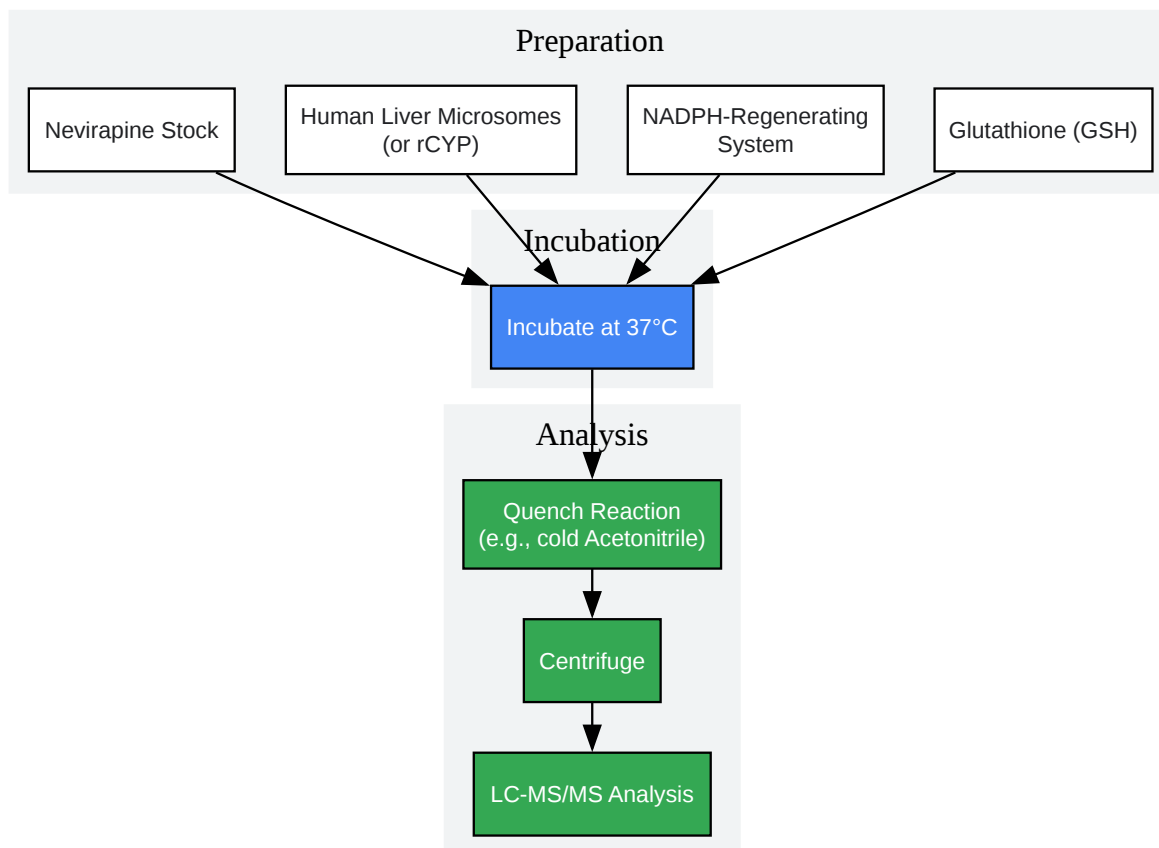 Preparation
Nevirapine Stock
Human Liver Microsomes
(or rCYP)
NADPH-Regenerating
System
Glutathione (GSH)
Incubation
Incubate at 37°C
Analysis
Quench Reaction
(e.g., cold Acetonitrile)
Centrifuge
LC-MS/MS Analysis